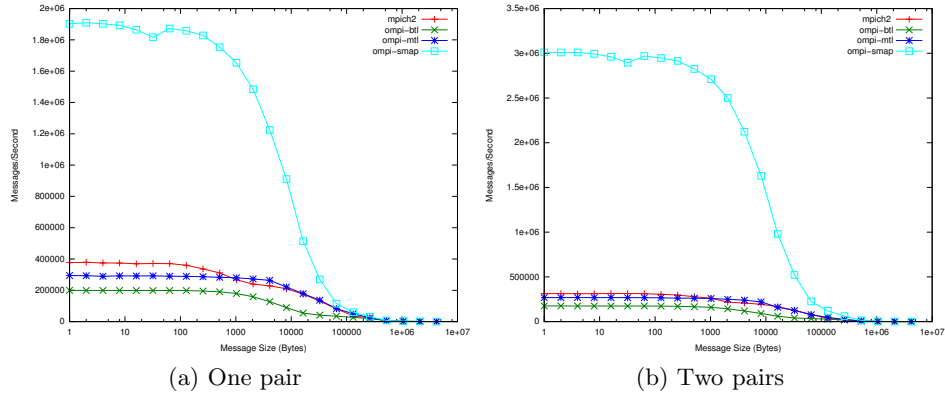 2e+06
1.8e+06
1.6e+06
1.4e+06
1.2e+06
1e+06
800000
600000
400000
200000
0
Messages/Second
mpich2
ompi-btl
ompi-mtl
ompi-smap
10
100
1000
10000
100000
1e+06
1e+07
Message Size (Bytes)
(a) One pair
3.5e+06
3e+06
2.5e+06
2e+06
1.5e+06
1e+06
500000
0
Messages/Second
mpich2
ompi-btl
ompi-mtl
ompi-smap
10
100
1000
10000
100000
1e+06
1e+07
Message Size (Bytes)
(b) Two pairs